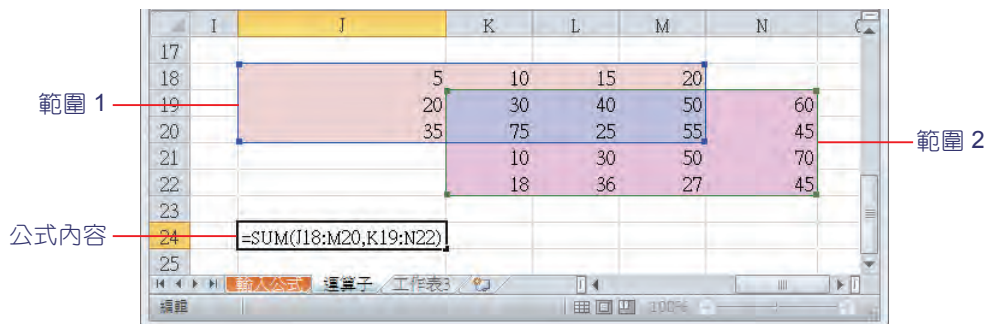 I J K L M N
17
18 5 10 15 20
範圍 1
19 20 30 40 50 60
20 35 75 25 55 45
範圍 2
21 10 30 50 70
22 18 36 27 45
23
公式內容
24 =SUM(J18:M20,K19:N22)
25
輸入公式 運算子 工作表3
編輯 100%